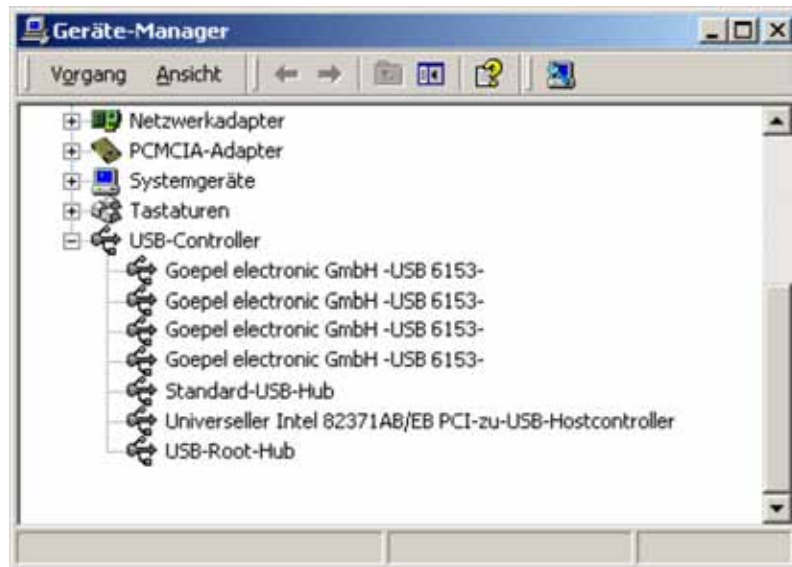 Geräte-Manager
Vorgang Ansicht
Netzwerkadapter
PCMCIA-Adapter
Systemgeräte
Tastaturen
USB-Controller
Goepel electronic GmbH -USB 6153-
Goepel electronic GmbH -USB 6153-
Goepel electronic GmbH -USB 6153-
Goepel electronic GmbH -USB 6153-
Standard-USB-Hub
Universeller Intel 82371AB/EB PCI-zu-USB-Hostcontroller
USB-Root-Hub